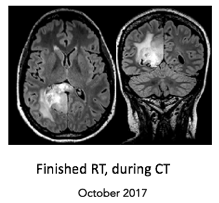 Finished RT, during CT
October 2017